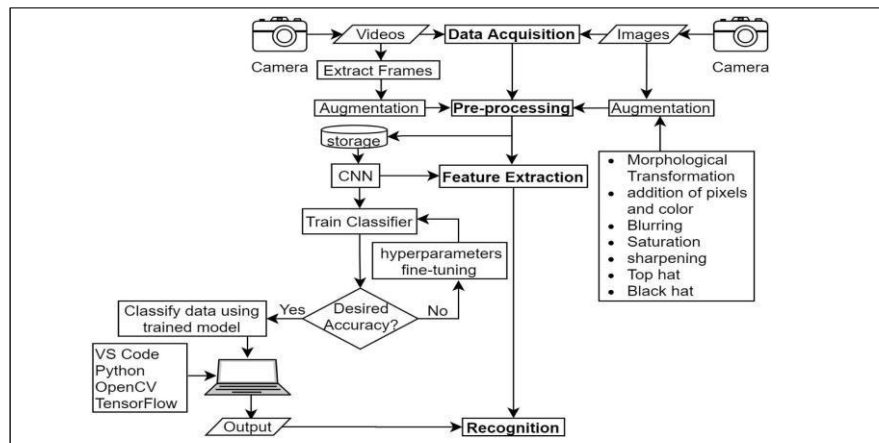 Videos
Data Acquisition
Images
Camera
Camera
Extract Frames
Augmentation
Pre-processing
Augmentation
storage
CNN
Feature Extraction
Morphological
Transformation
addition of pixels
and color
Blurring
Saturation
sharpening
Top hat
Black hat
Train Classifier
hyperparameters
fine-tuning
Desired
Accuracy?
Yes
No
Classify data using
trained model
VS Code
Python
OpenCV
TensorFlow
Output
Recognition